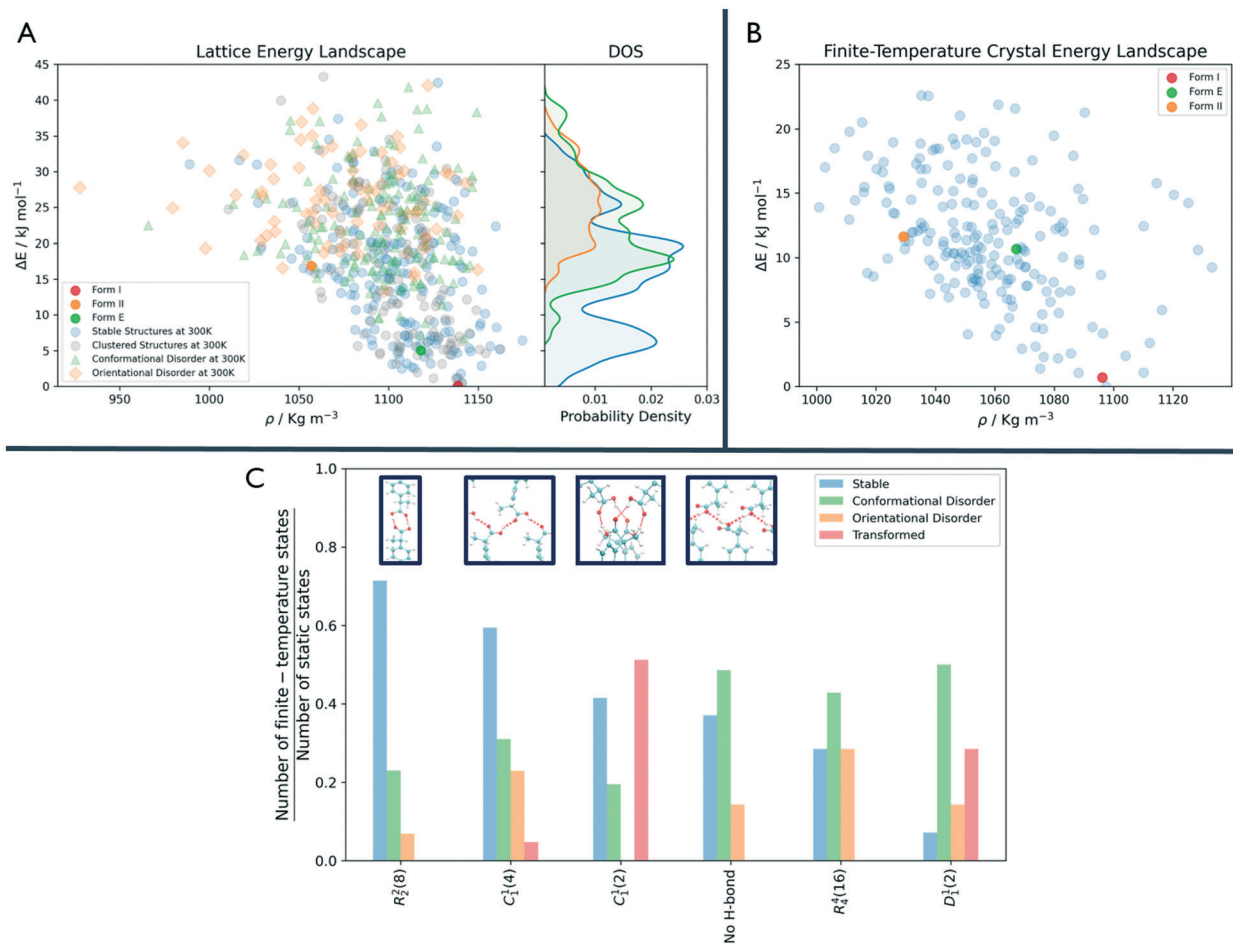 A
Lattice Energy Landscape
DOS
ΔE / kJ mol⁻¹
45
40
35
30
25
20
15
10
5
0
Form I
Form II
Form E
Stable Structures at 300K
Clustered Structures at 300K
Conformational Disorder at 300K
Orientational Disorder at 300K
950
1000
1050
1100
1150
ρ / Kg m⁻³
0.01
0.02
0.03
Probability Density
B
Finite-Temperature Crystal Energy Landscape
ΔE / kJ mol⁻¹
25
20
15
10
5
0
Form I
Form E
Form II
1000
1020
1040
1060
1080
1100
1120
ρ / Kg m⁻³
C
Number of finite − temperature states
Number of static states
1.0
0.8
0.6
0.4
0.2
0.0
Stable
Conformational Disorder
Orientational Disorder
Transformed
R²₂(8)
C¹₁(4)
C¹₁(2)
No H-bond
R⁴₄(16)
D¹₁(2)